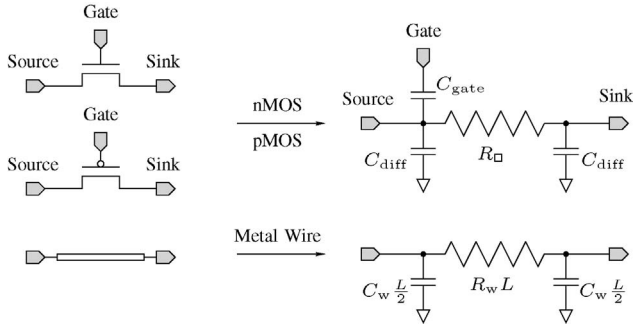 Gate
Source
Sink
Gate
Source
Sink
nMOS
pMOS
Metal Wire
Gate
C_gate
Source
Sink
C_diff
R_□
C_diff
C_w L/2
R_w L
C_w L/2